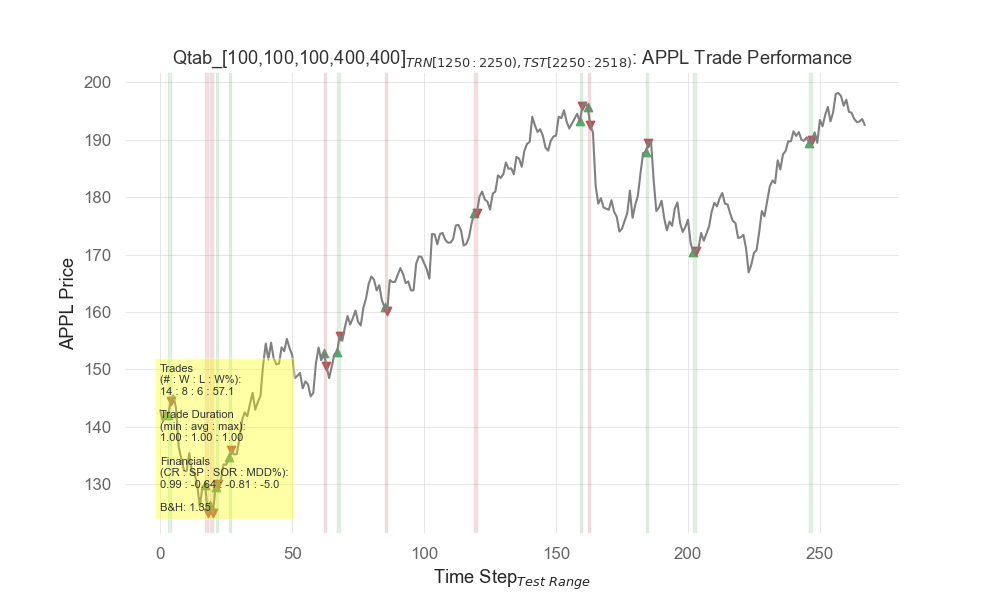 Qtab_[100,100,100,400,400]TRN[1250:2250),TST[2250:2518): APPL Trade Performance
200
190
180
170
160
150
140
130
APPL Price
Trades
(# : W : L : W%):
14 : 8 : 6 : 57.1
Trade Duration
(min : avg : max):
1.00 : 1.00 : 1.00
Financials
(CR : SP : SOR : MDD%):
0.99 : -0.64 : -0.81 : -5.0
B&H: 1.35
0 50 100 150 200 250
Time StepTest Range